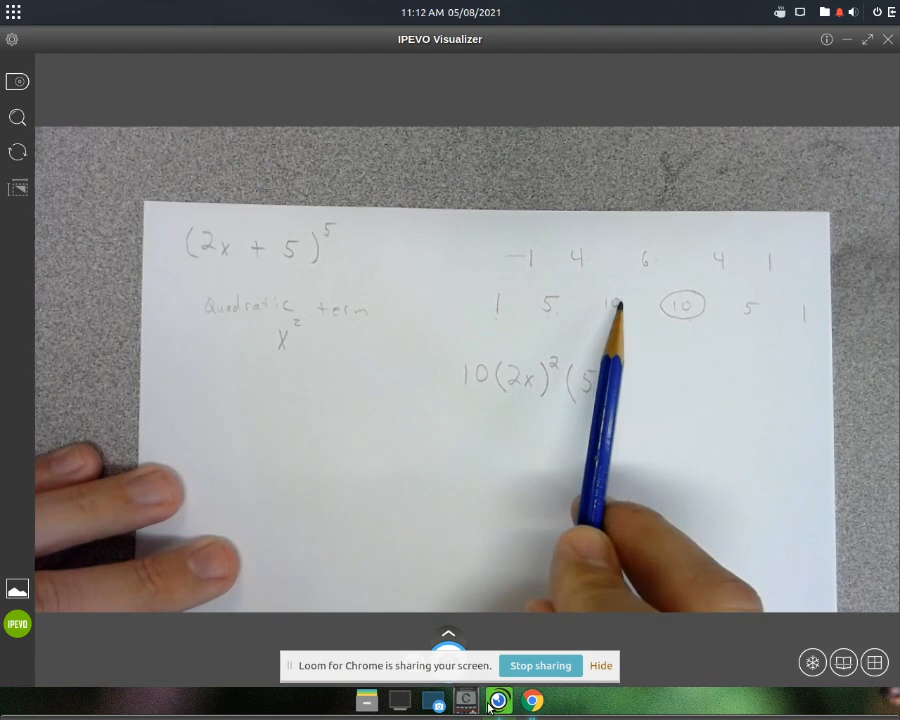 11:12 AM 05/08/2021
IPEVO Visualizer
(2x + 5)^5
Quadratic term
x^2
1 4 6 4 1
1 5 10 10 5 1
10(2x)^2(5
IPEVO
Loom for Chrome is sharing your screen.
Stop sharing
Hide
C